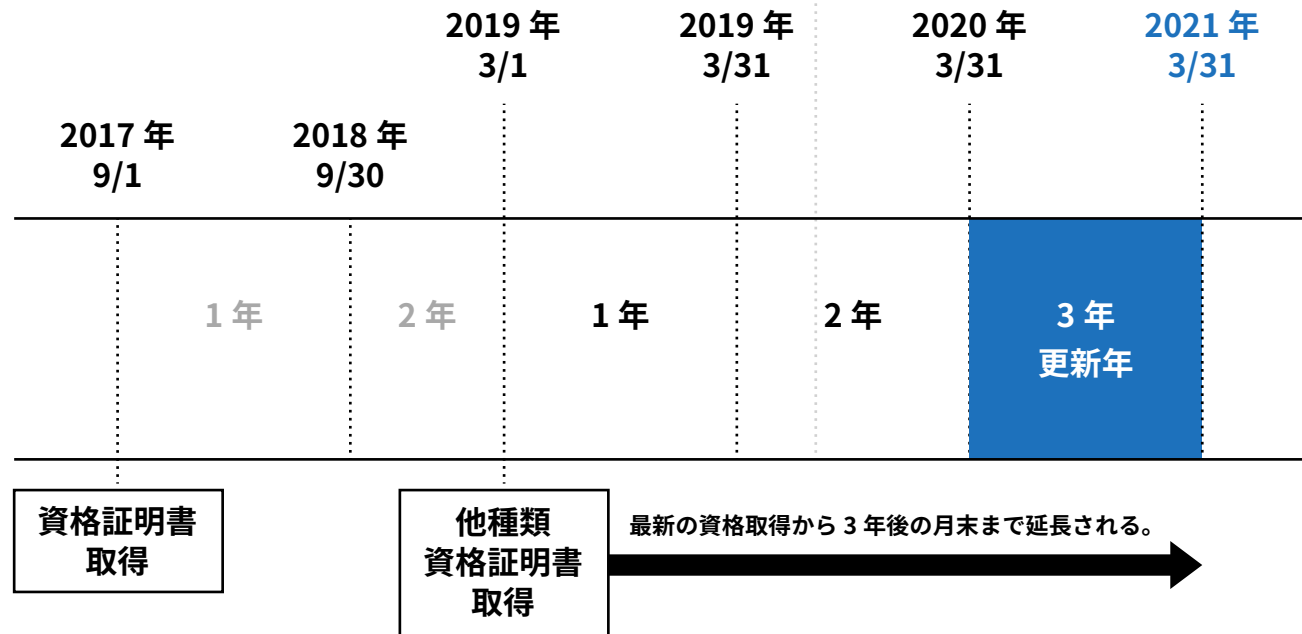 2019 年
3/1
2019 年
3/31
2020 年
3/31
2021 年
3/31
2017 年
9/1
2018 年
9/30
1 年
2 年
1 年
2 年
3 年
更新年
資格証明書
取得
他種類
資格証明書
取得
最新の資格取得から 3 年後の月末まで延長される。